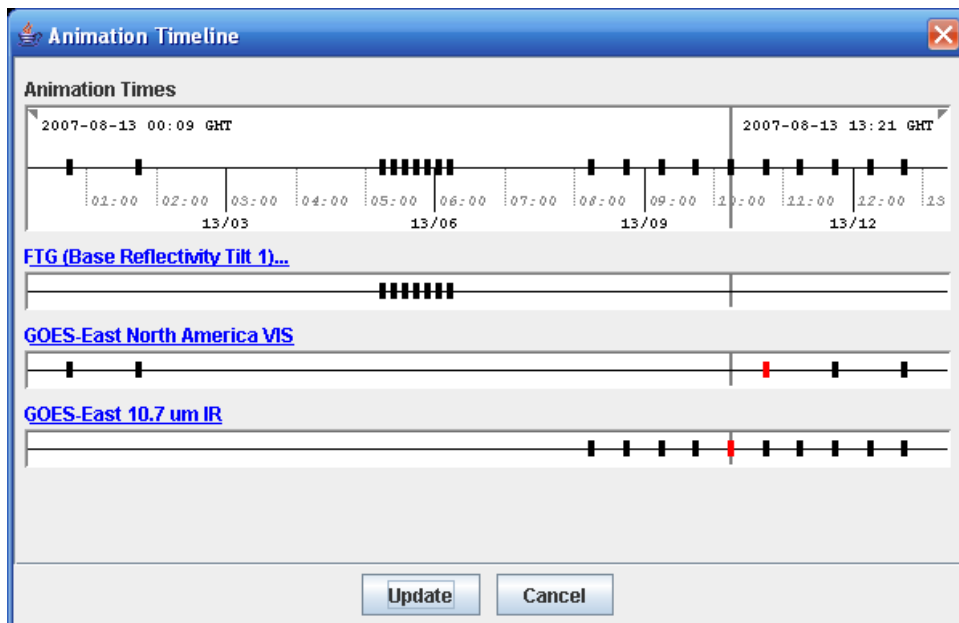 Animation Timeline
Animation Times
2007-08-13 00:09 GMT 2007-08-13 13:21 GMT
01:00 02:00 03:00 04:00 05:00 06:00 07:00 08:00 09:00 10:00 11:00 12:00 13
13/03 13/06 13/09 13/12
FTG (Base Reflectivity Tilt 1)...
GOES-East North America VIS
GOES-East 10.7 um IR
Update Cancel